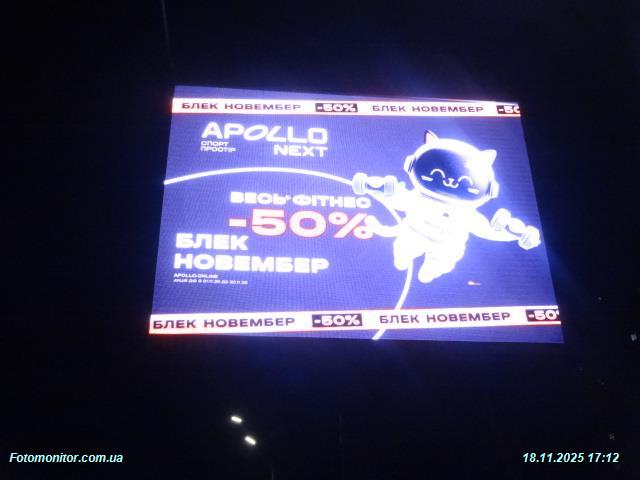 БЛЕК НОВЕМБЕР -50% БЛЕК НОВЕМБЕР -50
APOLLO
NEXT
СПОРТ
ПРОСТІР
ВЕСЬ* ФІТНЕС
-50%
БЛЕК
НОВЕМБЕР
APOLLO.ONLINE
БЛЕК НОВЕМБЕР -50% БЛЕК НОВЕМБЕР -50
Fotomonitor.com.ua
18.11.2025 17:12